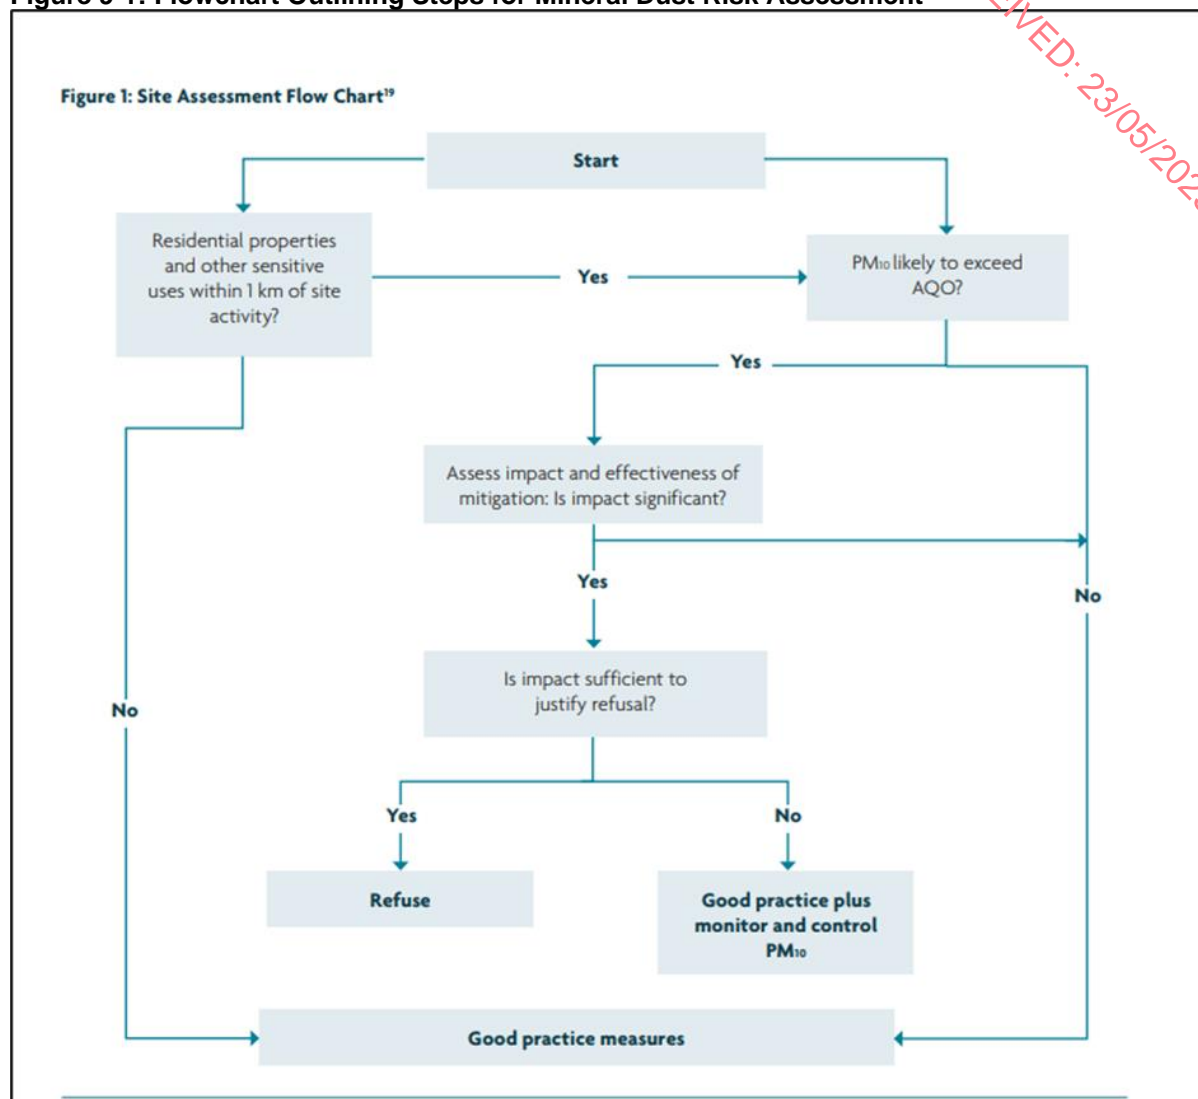 Figure 1: Site Assessment Flow Chart¹⁹
Start
Residential properties
and other sensitive
uses within 1 km of site
activity?
Yes
PM₁₀ likely to exceed
AQO?
Yes
Assess impact and effectiveness of
mitigation: Is impact significant?
Yes
No
Is impact sufficient to
justify refusal?
No
Yes
No
Refuse
Good practice plus
monitor and control
PM₁₀
Good practice measures